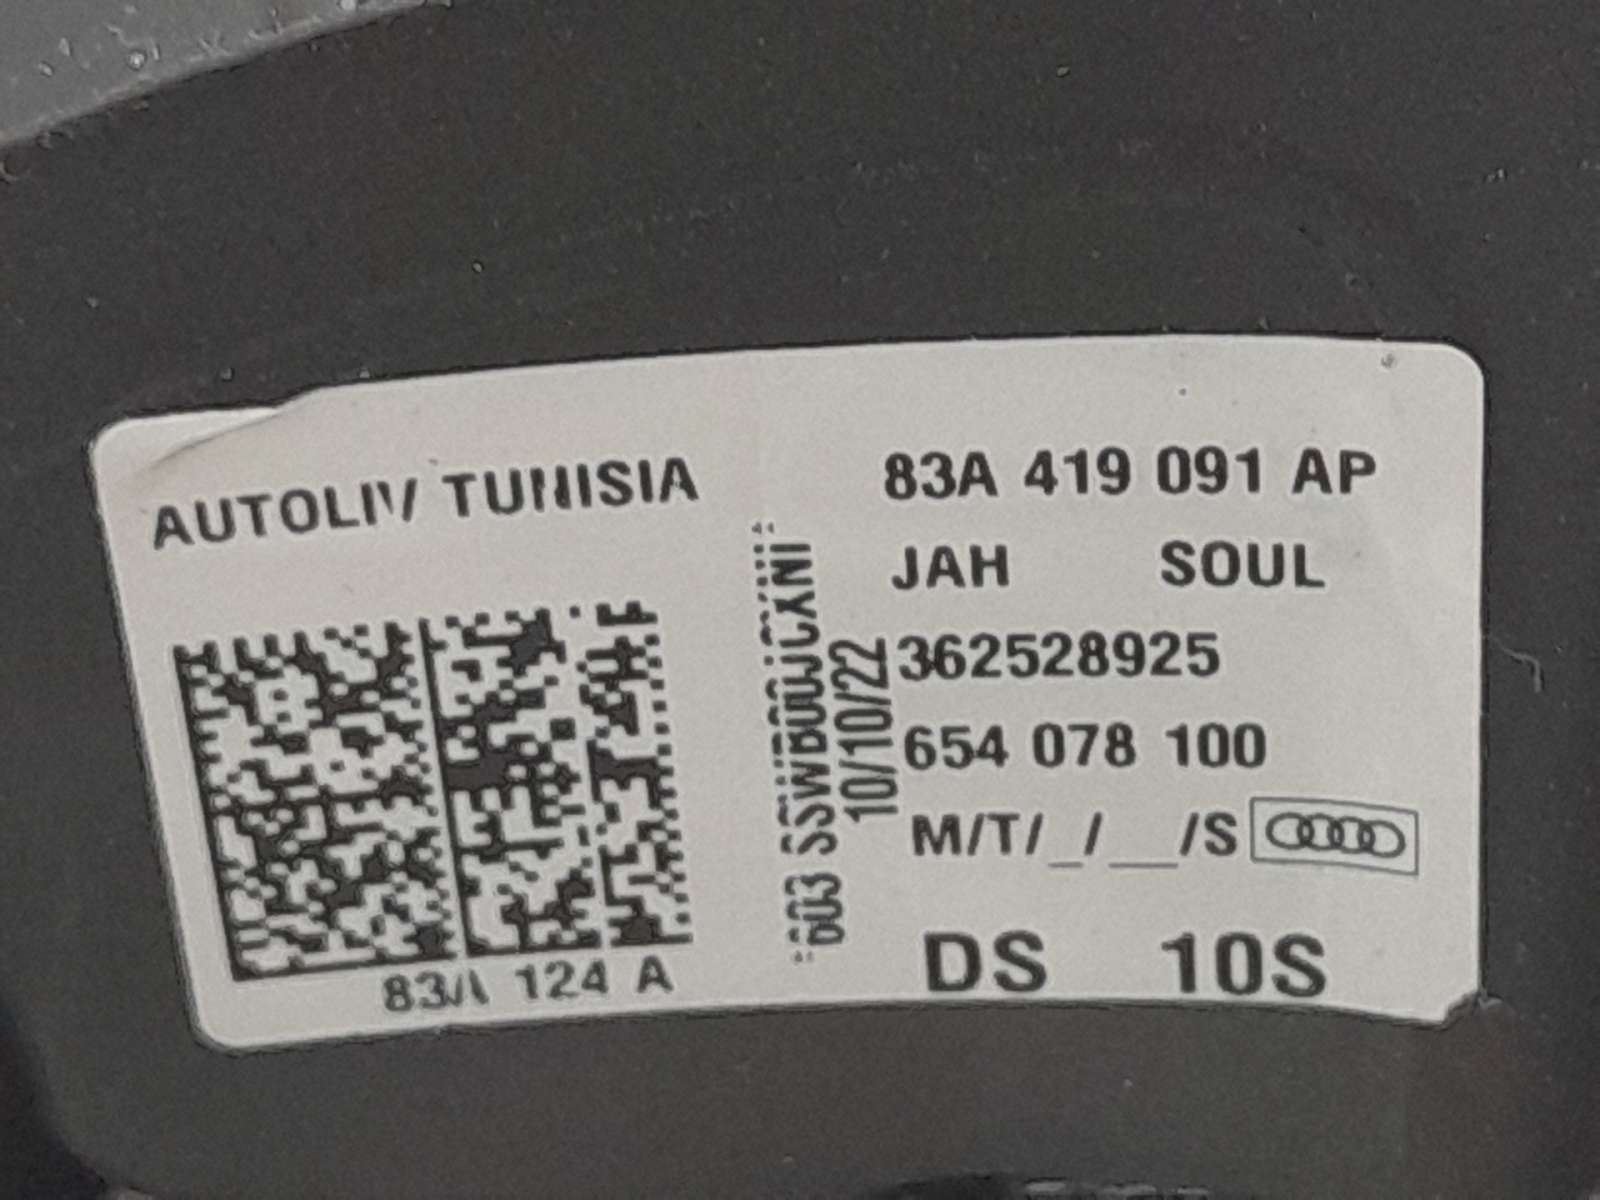 AUTOLIV TUNISIA
83A 124 A
10/10/22
83A 419 091 AP
JAH SOUL
362528925
654 078 100
M/T/_/__/S
DS 10S